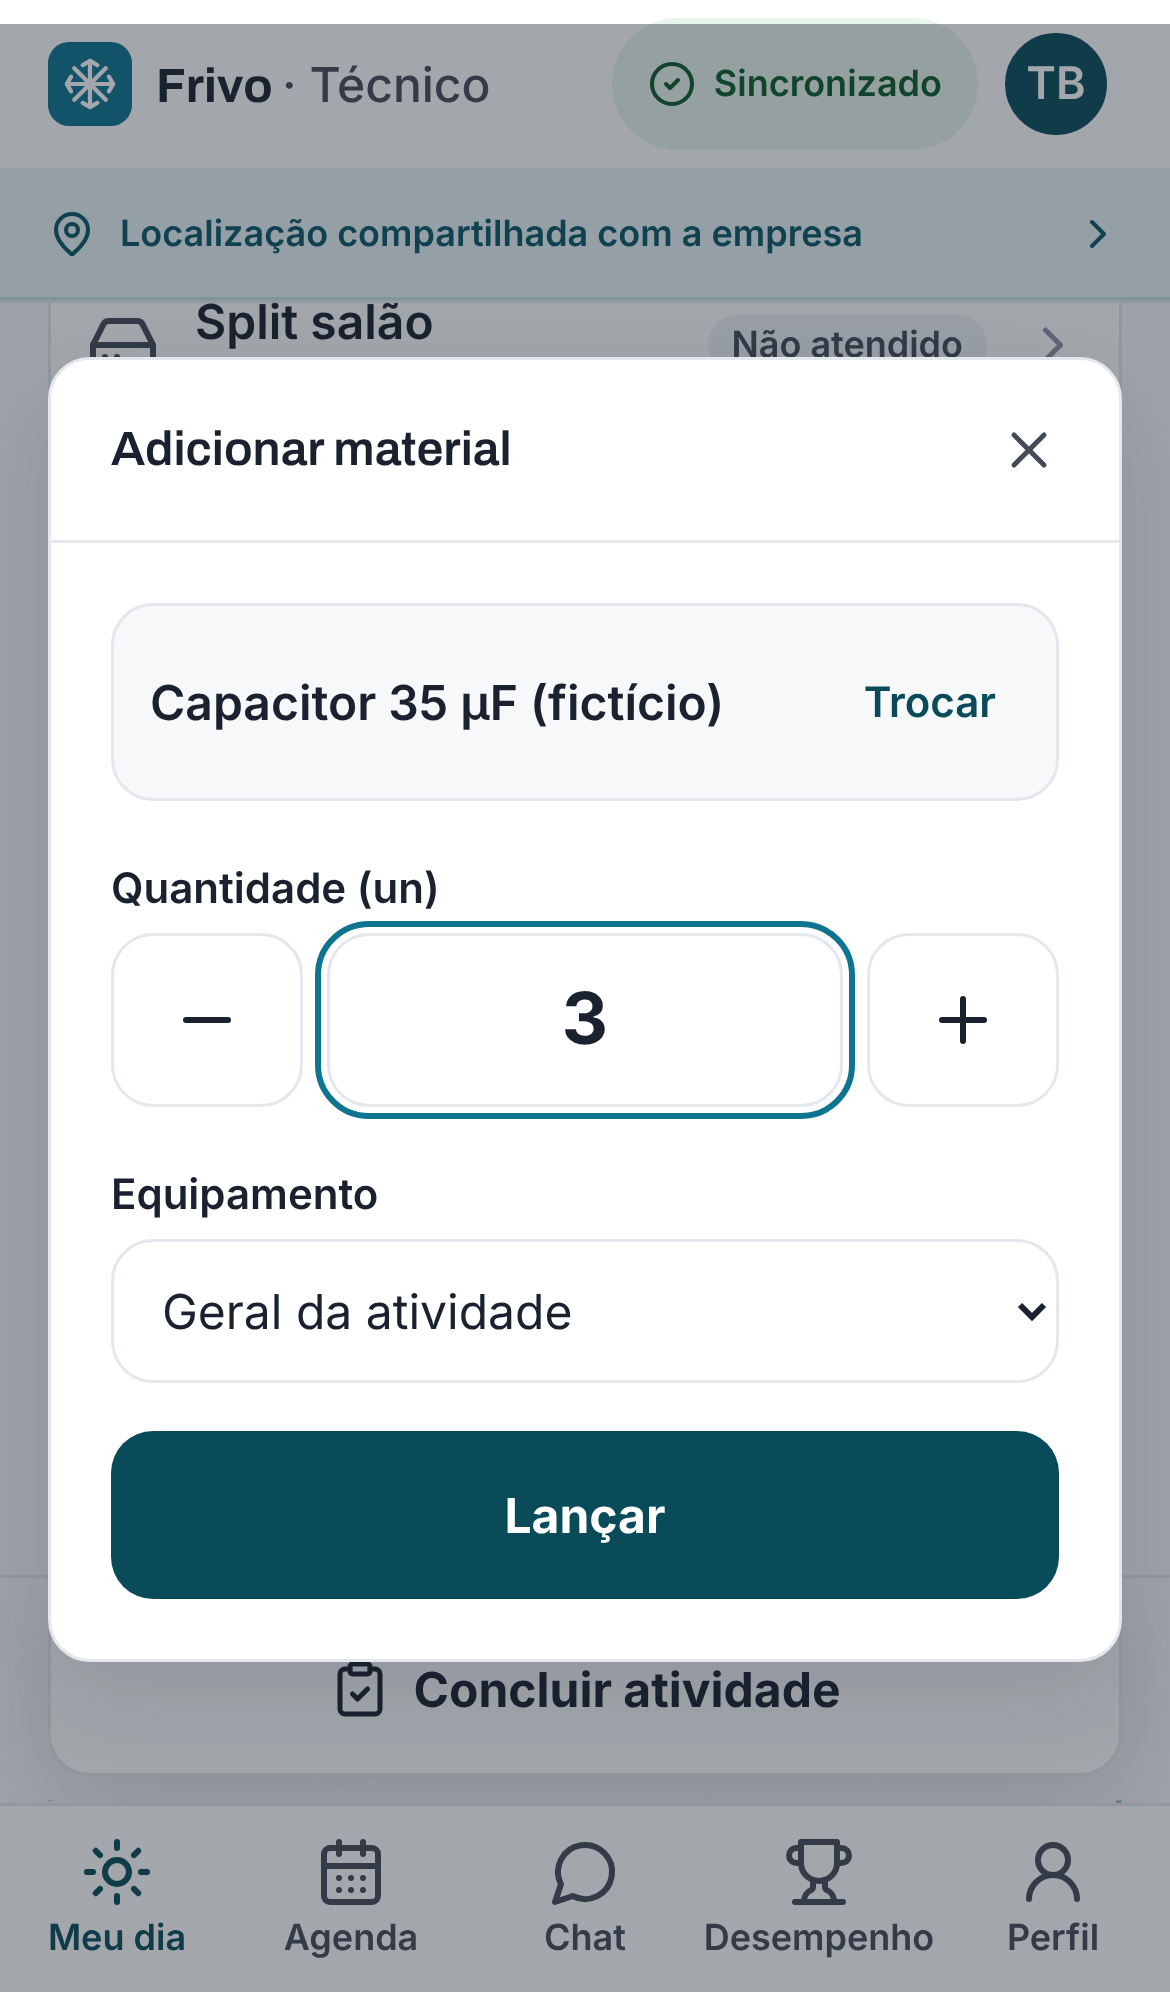 Frivo · Técnico
Sincronizado
TB
Localização compartilhada com a empresa
Split salão
Não atendido
Adicionar material
Capacitor 35 µF (fictício)
Trocar
Quantidade (un)
3
Equipamento
Geral da atividade
Lançar
Concluir atividade
Meu dia
Agenda
Chat
Desempenho
Perfil